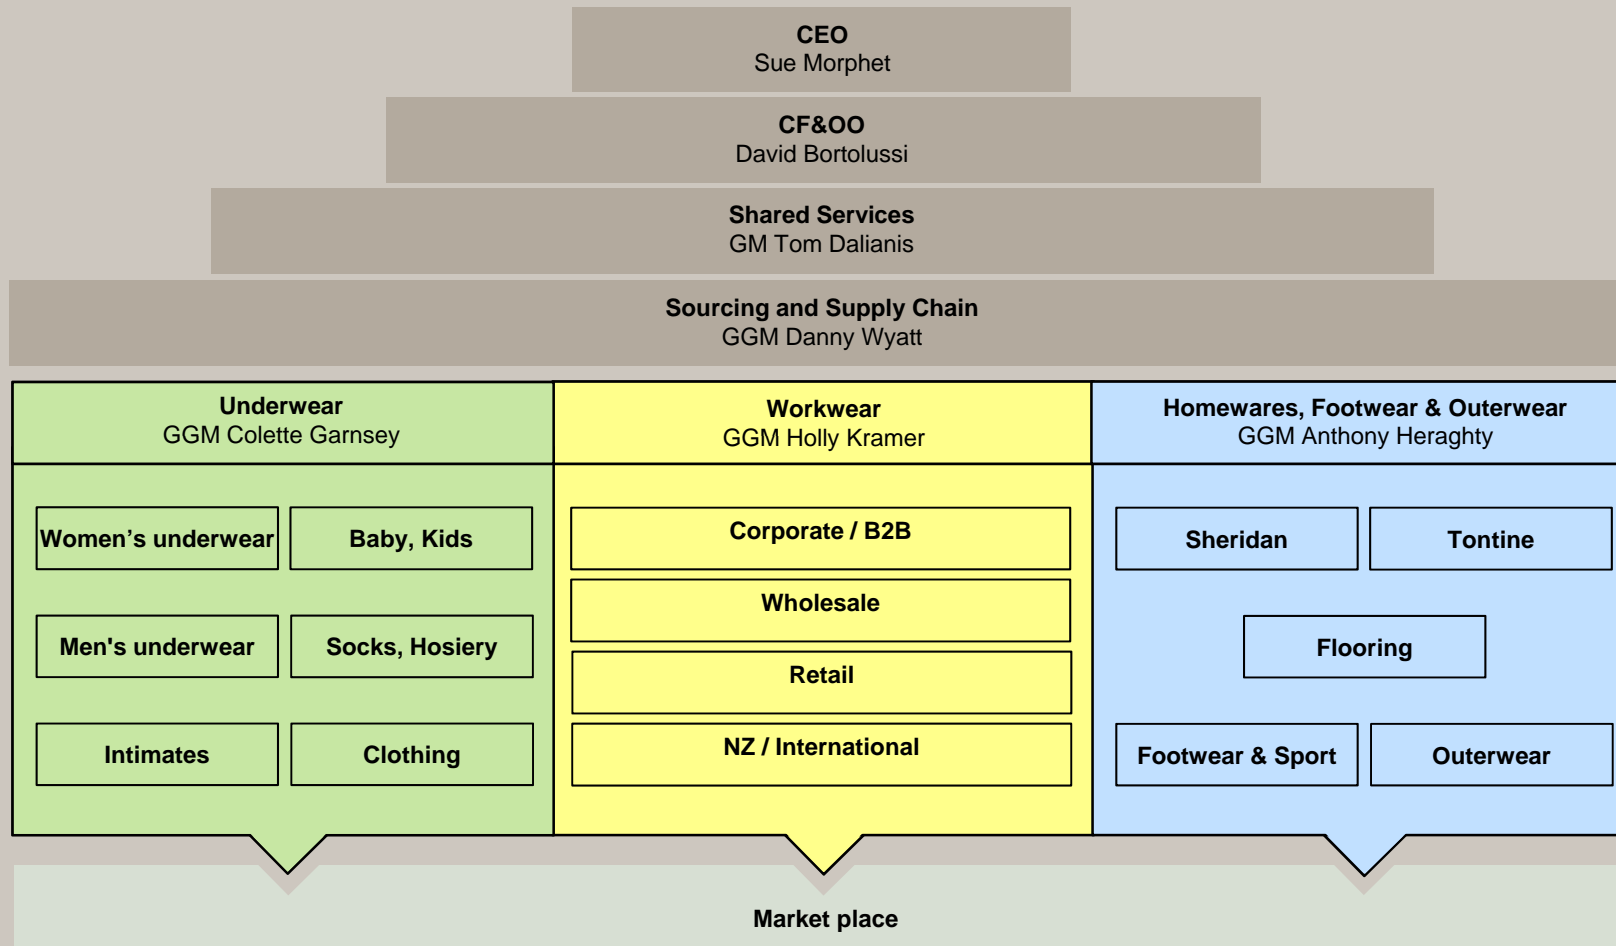 CEO
Sue Morphet
CF&OO
David Bortolussi
Shared Services
GM Tom Dalianis
Sourcing and Supply Chain
GGM Danny Wyatt
Underwear
GGM Colette Garnsey
Workwear
GGM Holly Kramer
Homewares, Footwear & Outerwear
GGM Anthony Heraghty
Women’s underwear
Baby, Kids
Men's underwear
Socks, Hosiery
Intimates
Clothing
Corporate / B2B
Wholesale
Retail
NZ / International
Sheridan
Tontine
Flooring
Footwear & Sport
Outerwear
Market place